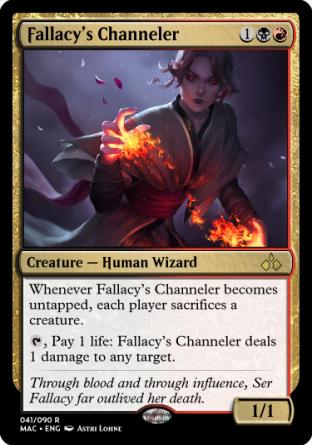 Fallacy's Channeler 1
Creature — Human Wizard
Whenever Fallacy's Channeler becomes
untapped, each player sacrifices a
creature.
, Pay 1 life: Fallacy's Channeler deals
1 damage to any target.
Through blood and through influence, Ser
Fallacy far outlived her death.
1/1
041/090 R
MAC • ENG Astri Lohne